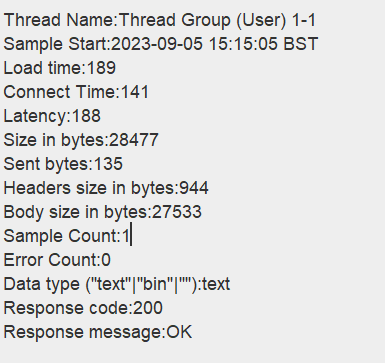 Thread Name:Thread Group (User) 1-1
Sample Start:2023-09-05 15:15:05 BST
Load time:189
Connect Time:141
Latency:188
Size in bytes:28477
Sent bytes:135
Headers size in bytes:944
Body size in bytes:27533
Sample Count:1
Error Count:0
Data type ("text"|"bin"|""):text
Response code:200
Response message:OK